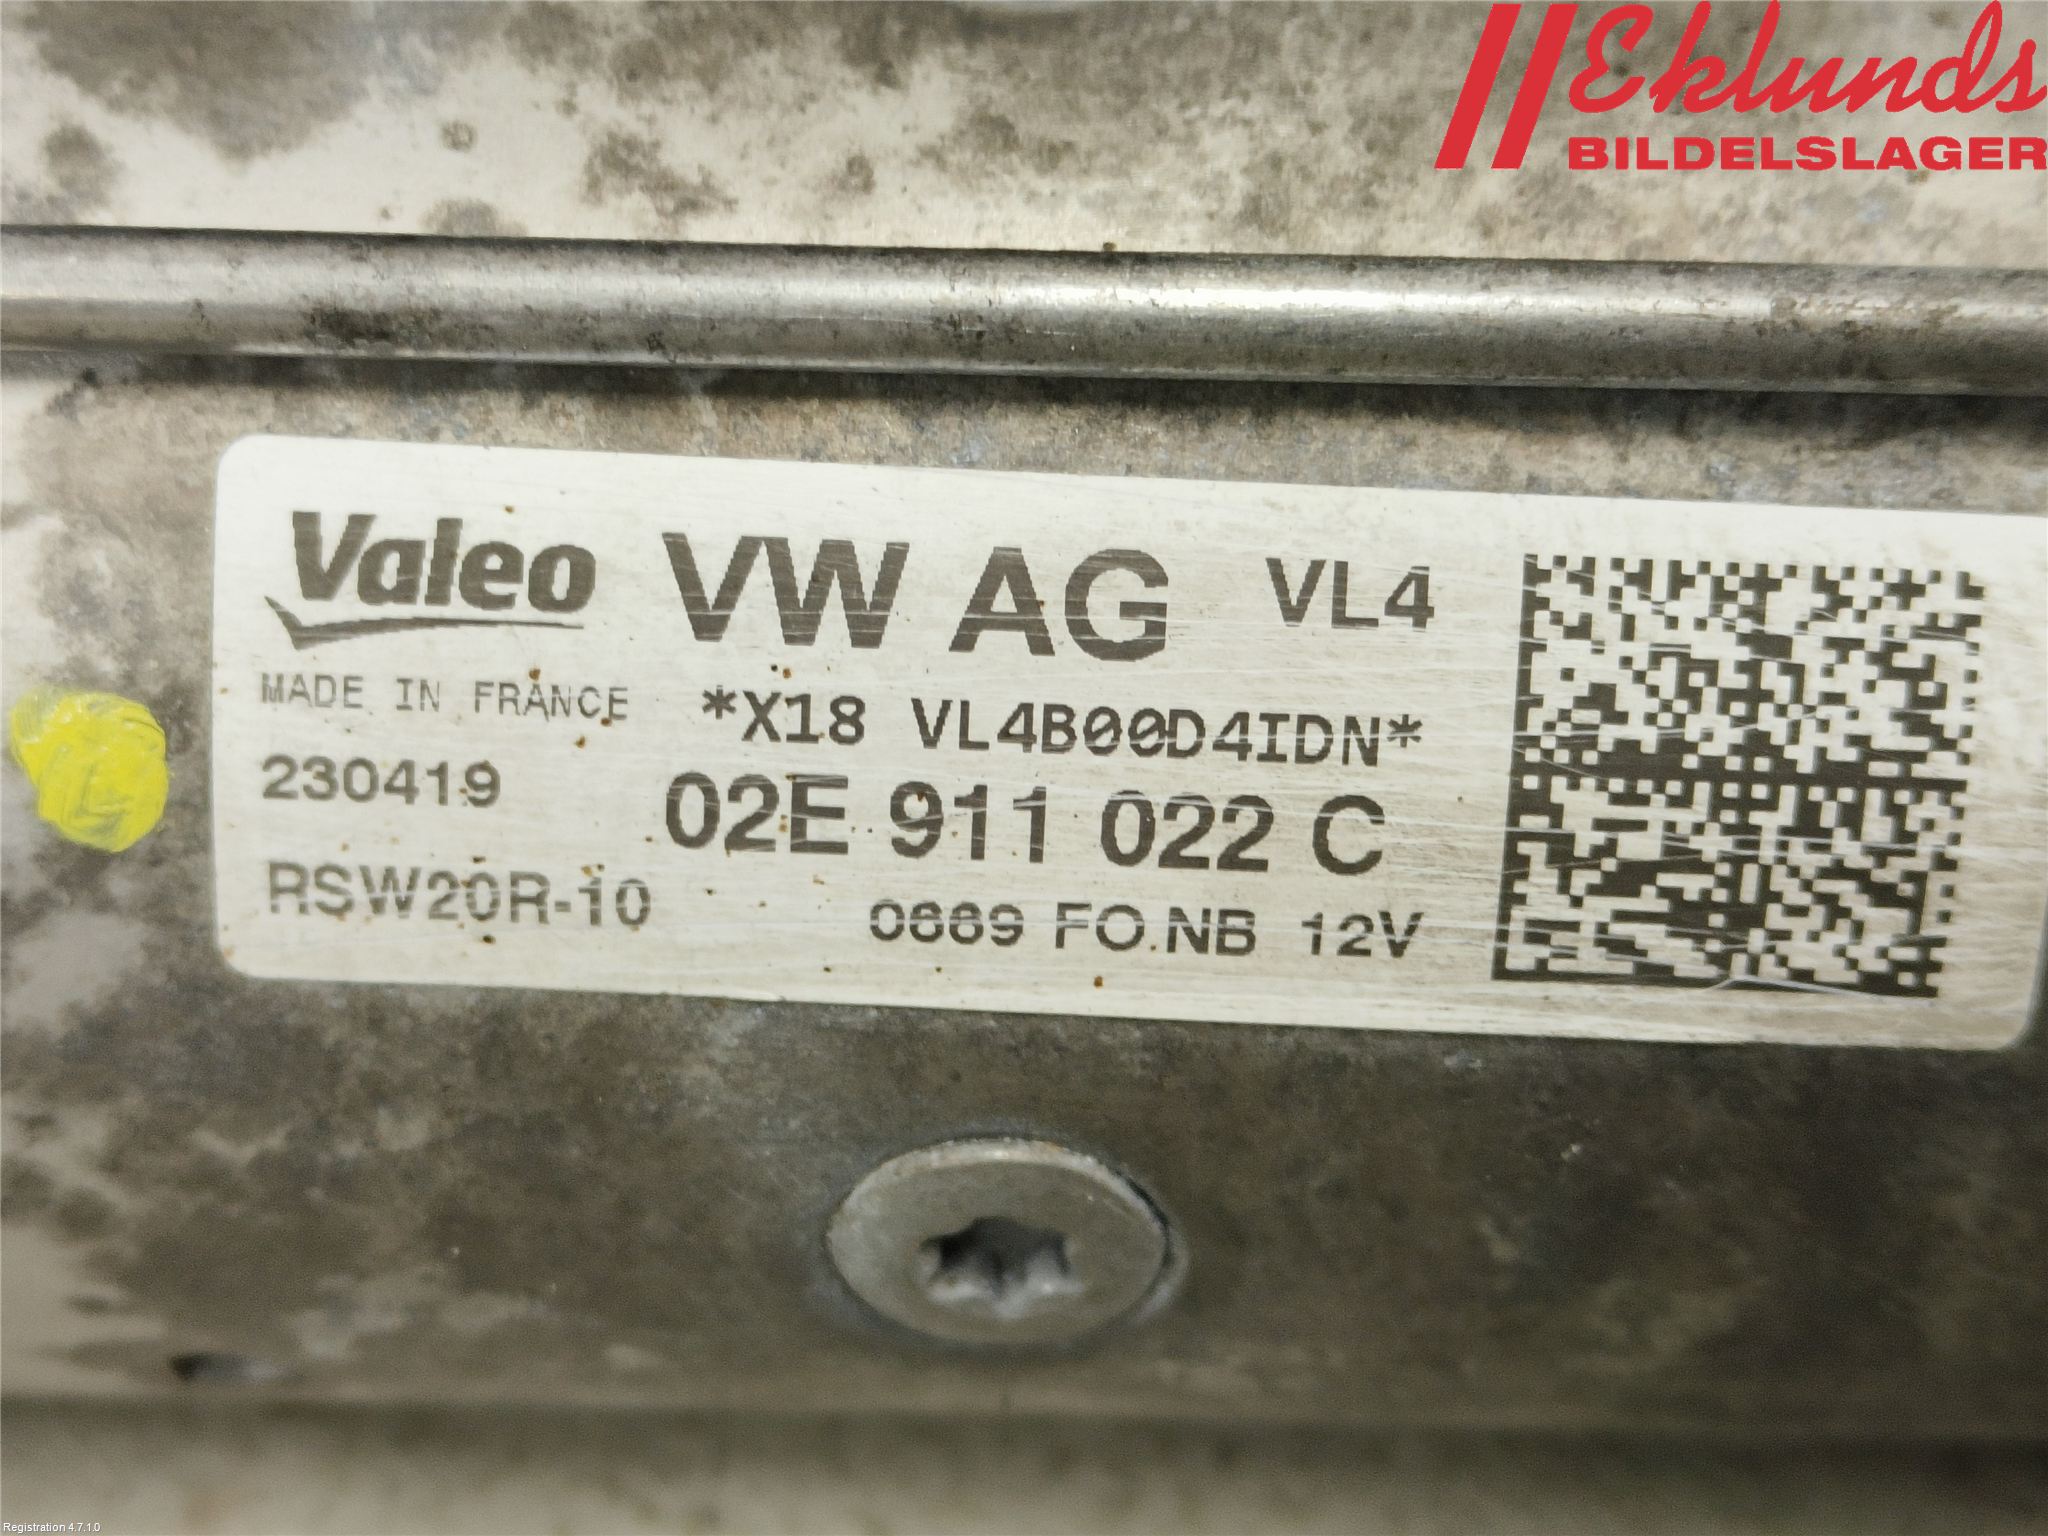 Eklunds
BILDELSLAGER
Valeo VW AG VL4
MADE IN FRANCE *X18 VL4B00D4IDN*
230419 02E 911 022 C
RSW20R-10 0669 FO.NB 12V
Registration 4.7.1.0